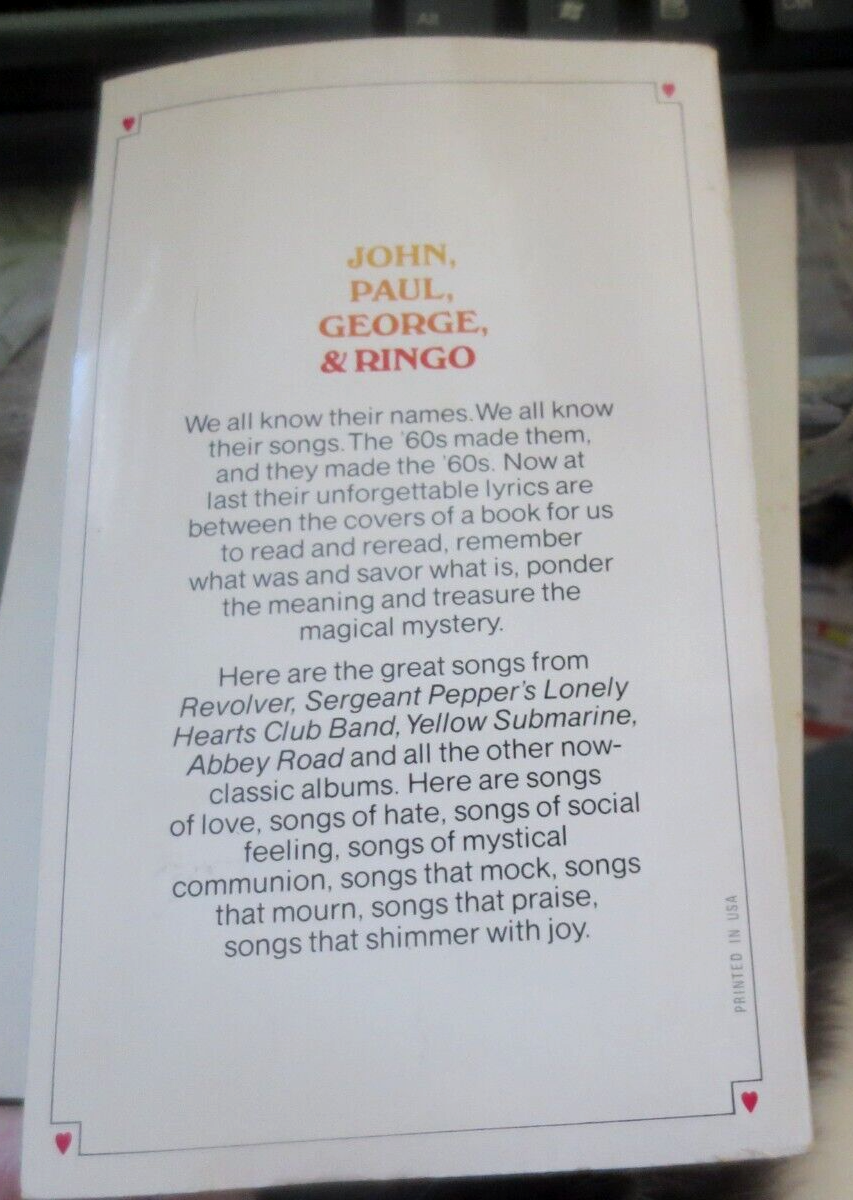 Alt
Ctrl
JOHN,
PAUL,
GEORGE,
& RINGO
We all know their names. We all know
their songs. The '60s made them,
and they made the '60s. Now at
last their unforgettable lyrics are
between the covers of a book for us
to read and reread, remember
what was and savor what is, ponder
the meaning and treasure the
magical mystery.
Here are the great songs from
Revolver, Sergeant Pepper's Lonely
Hearts Club Band, Yellow Submarine,
Abbey Road and all the other now-
classic albums. Here are songs
of love, songs of hate, songs of social
feeling, songs of mystical
communion, songs that mock, songs
that mourn, songs that praise,
songs that shimmer with joy.
PRINTED IN USA